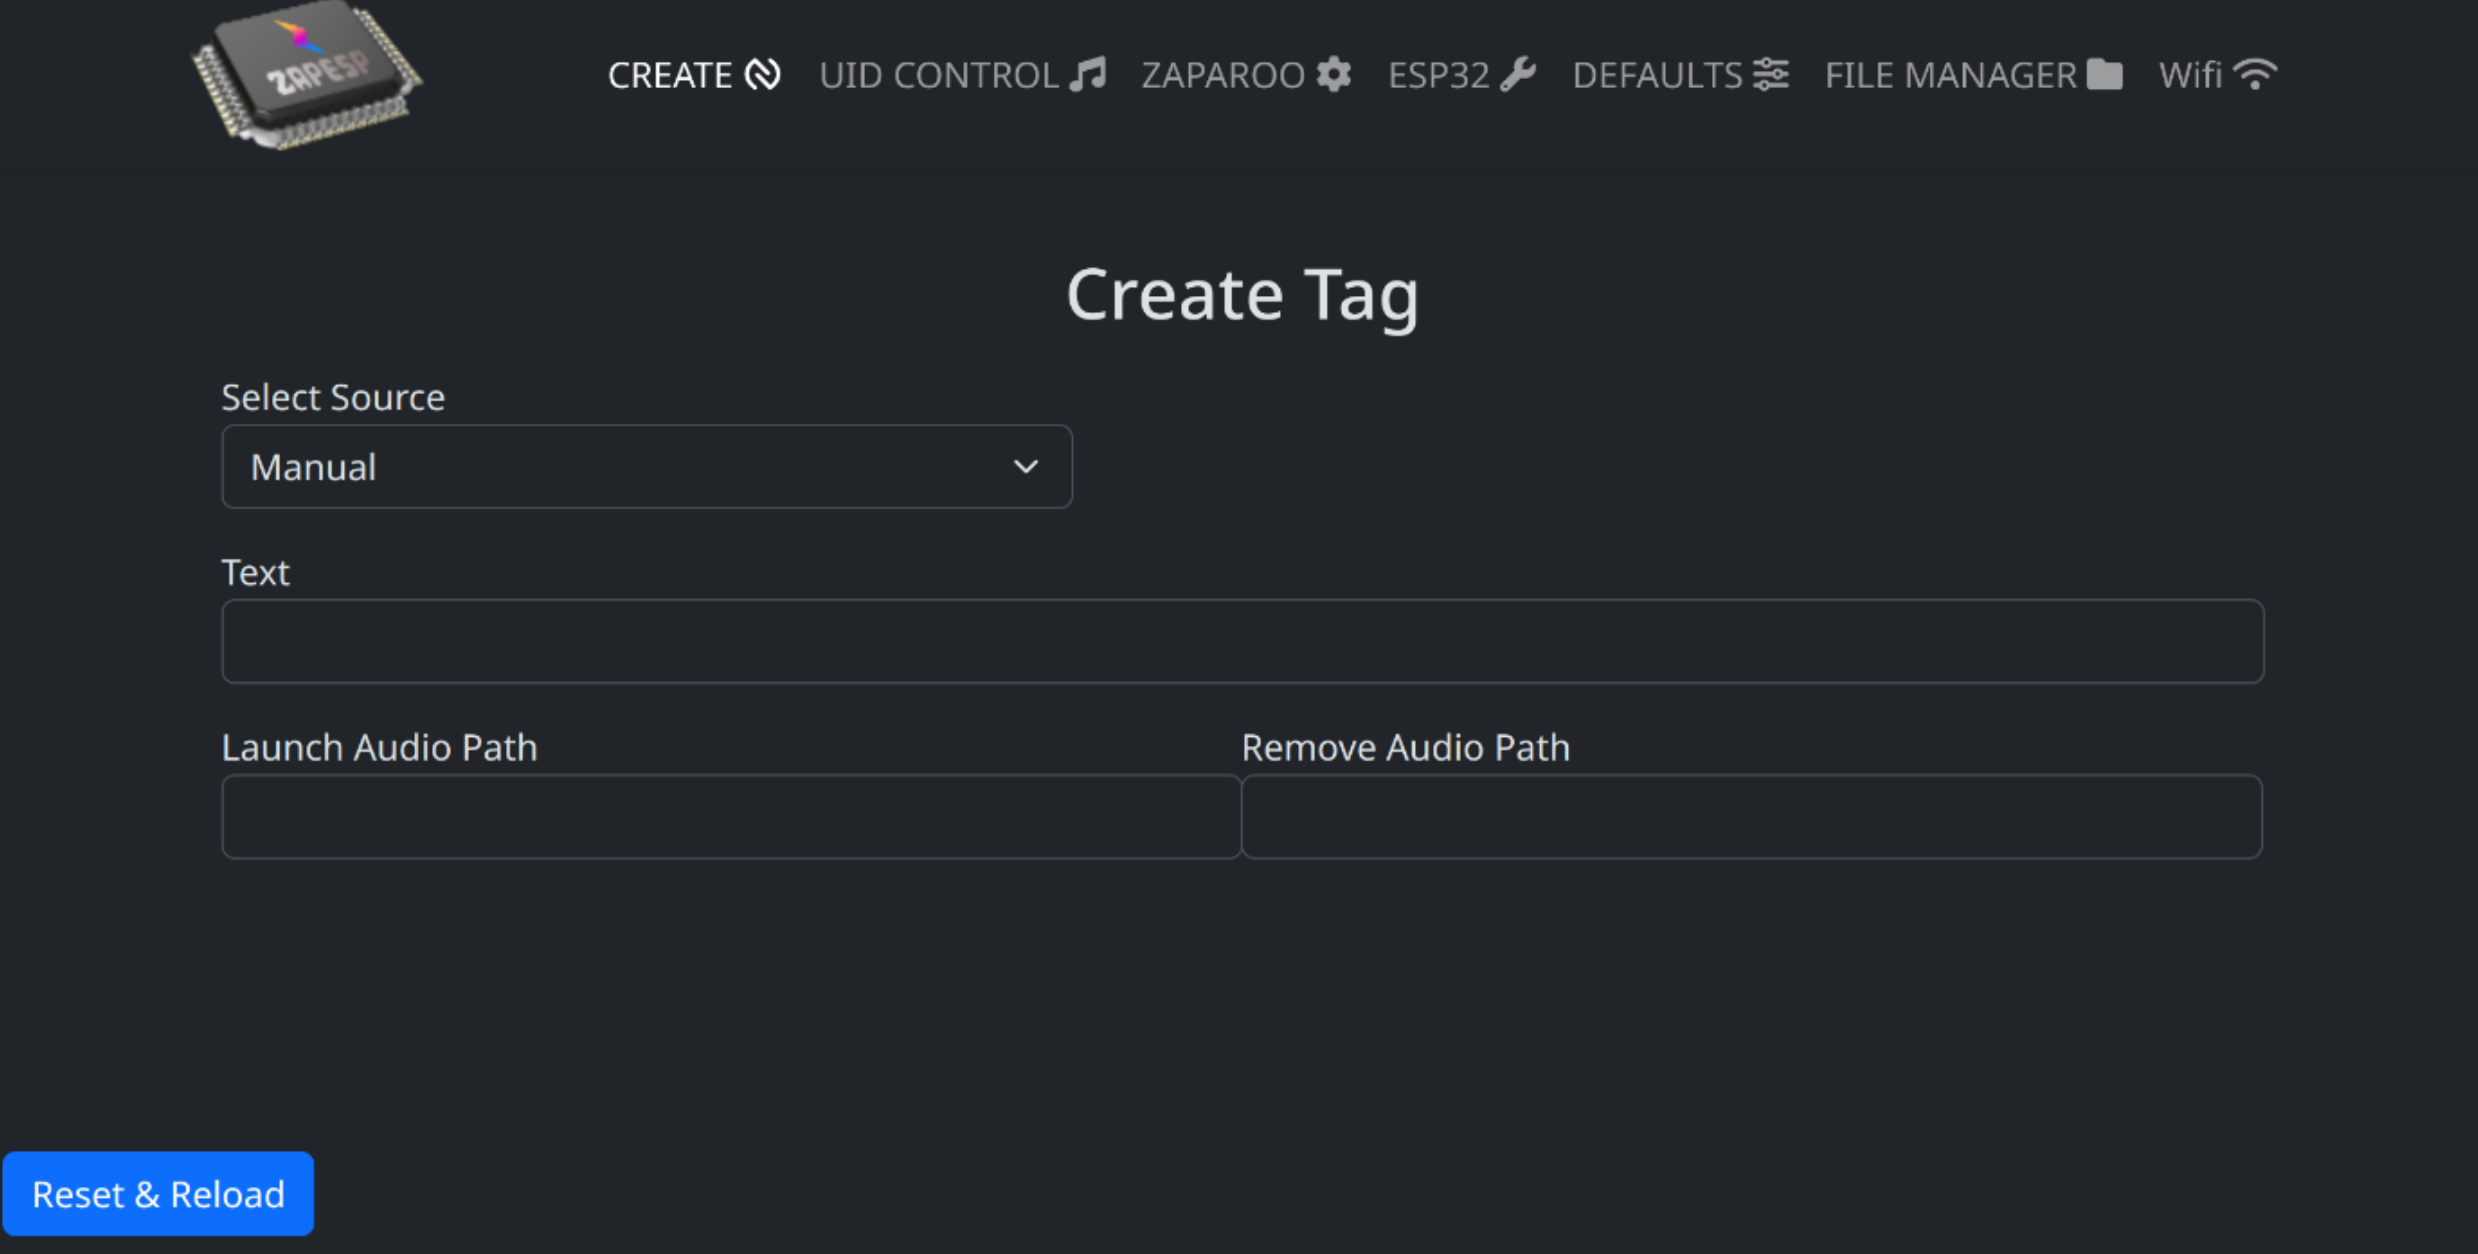 ZAPESP
CREATE UID CONTROL ZAPAROO ESP32 DEFAULTS FILE MANAGER Wifi
Create Tag
Select Source
Manual
Text
Launch Audio Path Remove Audio Path
Reset & Reload